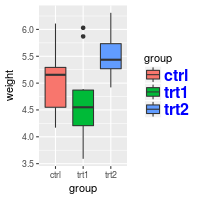 6.0
5.5
5.0
4.5
4.0
3.5
weight
ctrl
trt1
trt2
group
group
ctrl
trt1
trt2